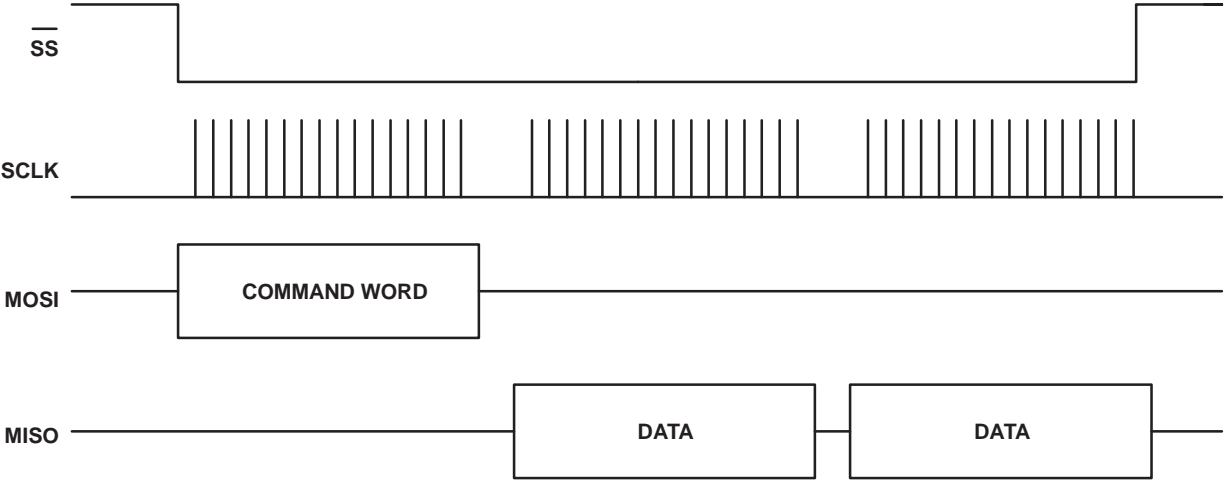 SS
SCLK
MOSI
COMMAND WORD
MISO
DATA
DATA